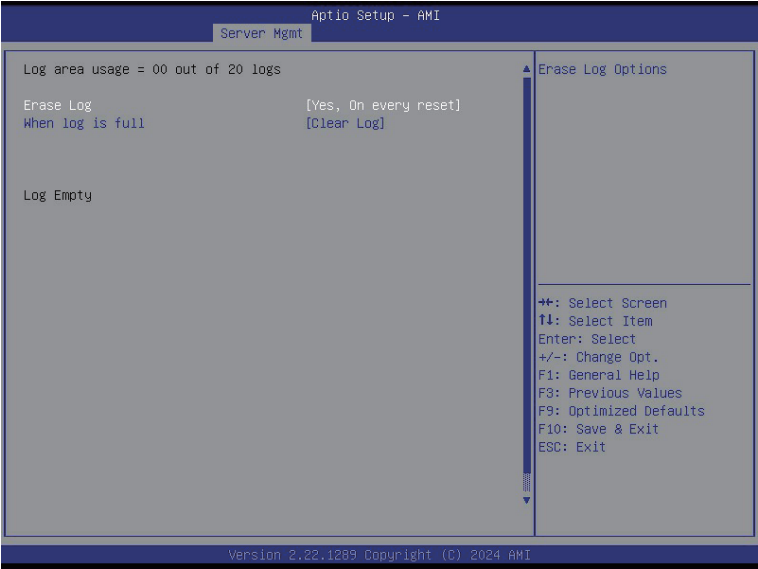 Aptio Setup – AMI
Server Mgmt
Log area usage = 00 out of 20 logs
Erase Log [Yes, On every reset]
When log is full [Clear Log]
Log Empty
Erase Log Options
→←: Select Screen
↑↓: Select Item
Enter: Select
+/-: Change Opt.
F1: General Help
F3: Previous Values
F9: Optimized Defaults
F10: Save & Exit
ESC: Exit
Version 2.22.1289 Copyright (C) 2024 AMI